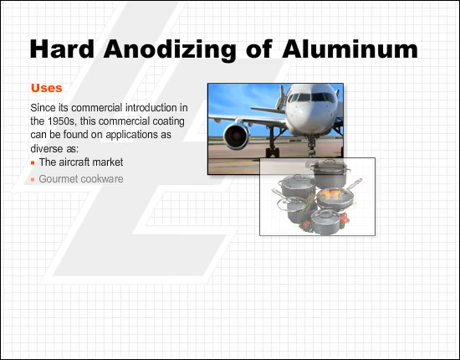 Hard Anodizing of Aluminum
Uses
Since its commercial introduction in
the 1950s, this commercial coating
can be found on applications as
diverse as:
▪ The aircraft market
▪ Gourmet cookware